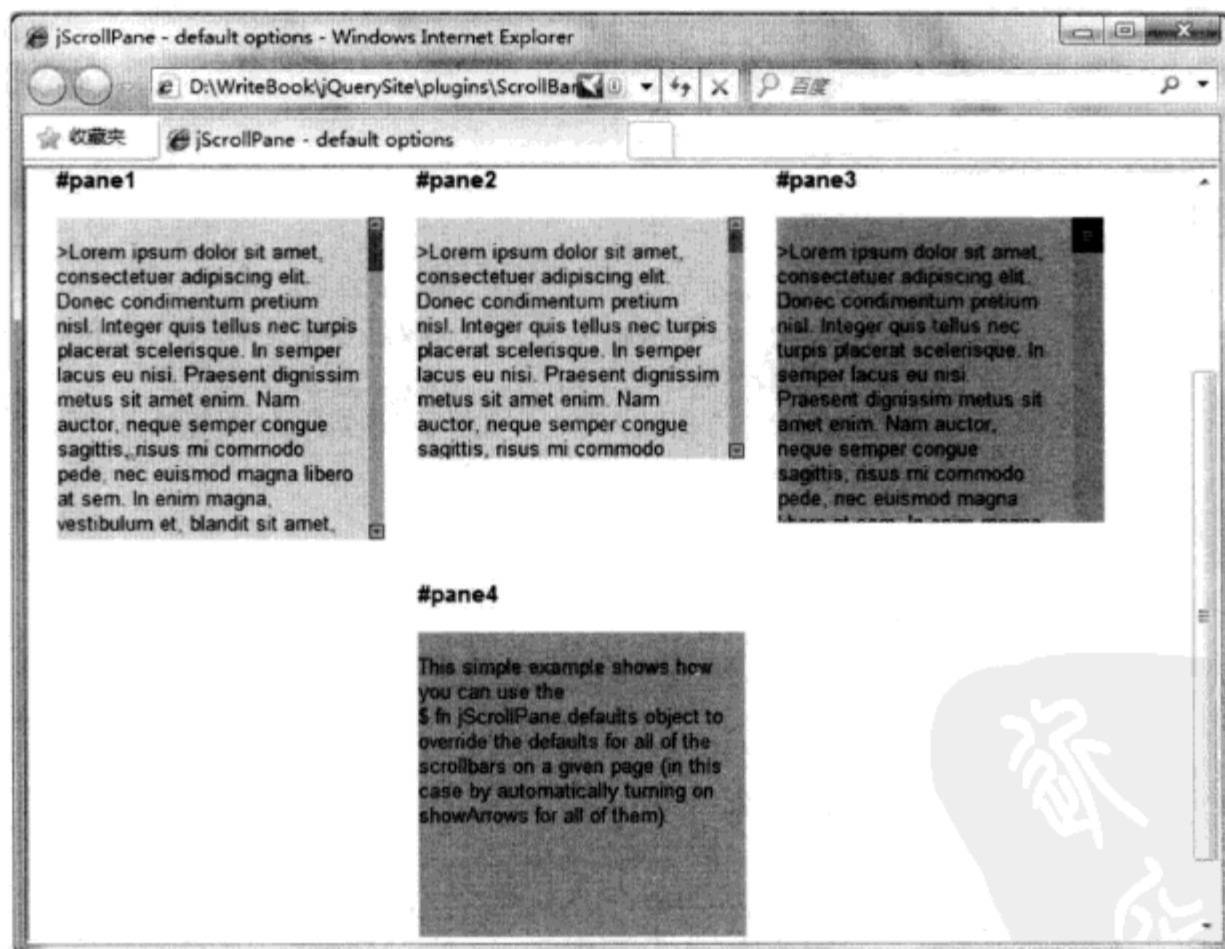 jScrollPane - default options - Windows Internet Explorer
D:\WriteBook\jQuerySite\plugins\ScrollBar
百度
收藏夹
jScrollPane - default options
#pane1
>Lorem ipsum dolor sit amet,
consectetuer adipiscing elit.
Donec condimentum pretium
nisl. Integer quis tellus nec turpis
placerat scelerisque. In semper
lacus eu nisi. Praesent dignissim
metus sit amet enim. Nam
auctor, neque semper congue
sagittis, risus mi commodo
pede, nec euismod magna libero
at sem. In enim magna,
vestibulum et, blandit sit amet,
#pane2
>Lorem ipsum dolor sit amet,
consectetuer adipiscing elit.
Donec condimentum pretium
nisl. Integer quis tellus nec turpis
placerat scelerisque. In semper
lacus eu nisi. Praesent dignissim
metus sit amet enim. Nam
auctor, neque semper congue
sagittis, risus mi commodo
#pane3
>Lorem ipsum dolor sit amet,
consectetuer adipiscing elit.
Donec condimentum pretium
nisl. Integer quis tellus nec
turpis placerat scelerisque. In
semper lacus eu nisi.
Praesent dignissim metus sit
amet enim. Nam auctor,
neque semper congue
sagittis, risus mi commodo
pede, nec euismod magna
#pane4
This simple example shows how
you can use the
$ fn jScrollPane.defaults object to
override the defaults for all of the
scrollbars on a given page (in this
case by automatically turning on
showArrows for all of them)